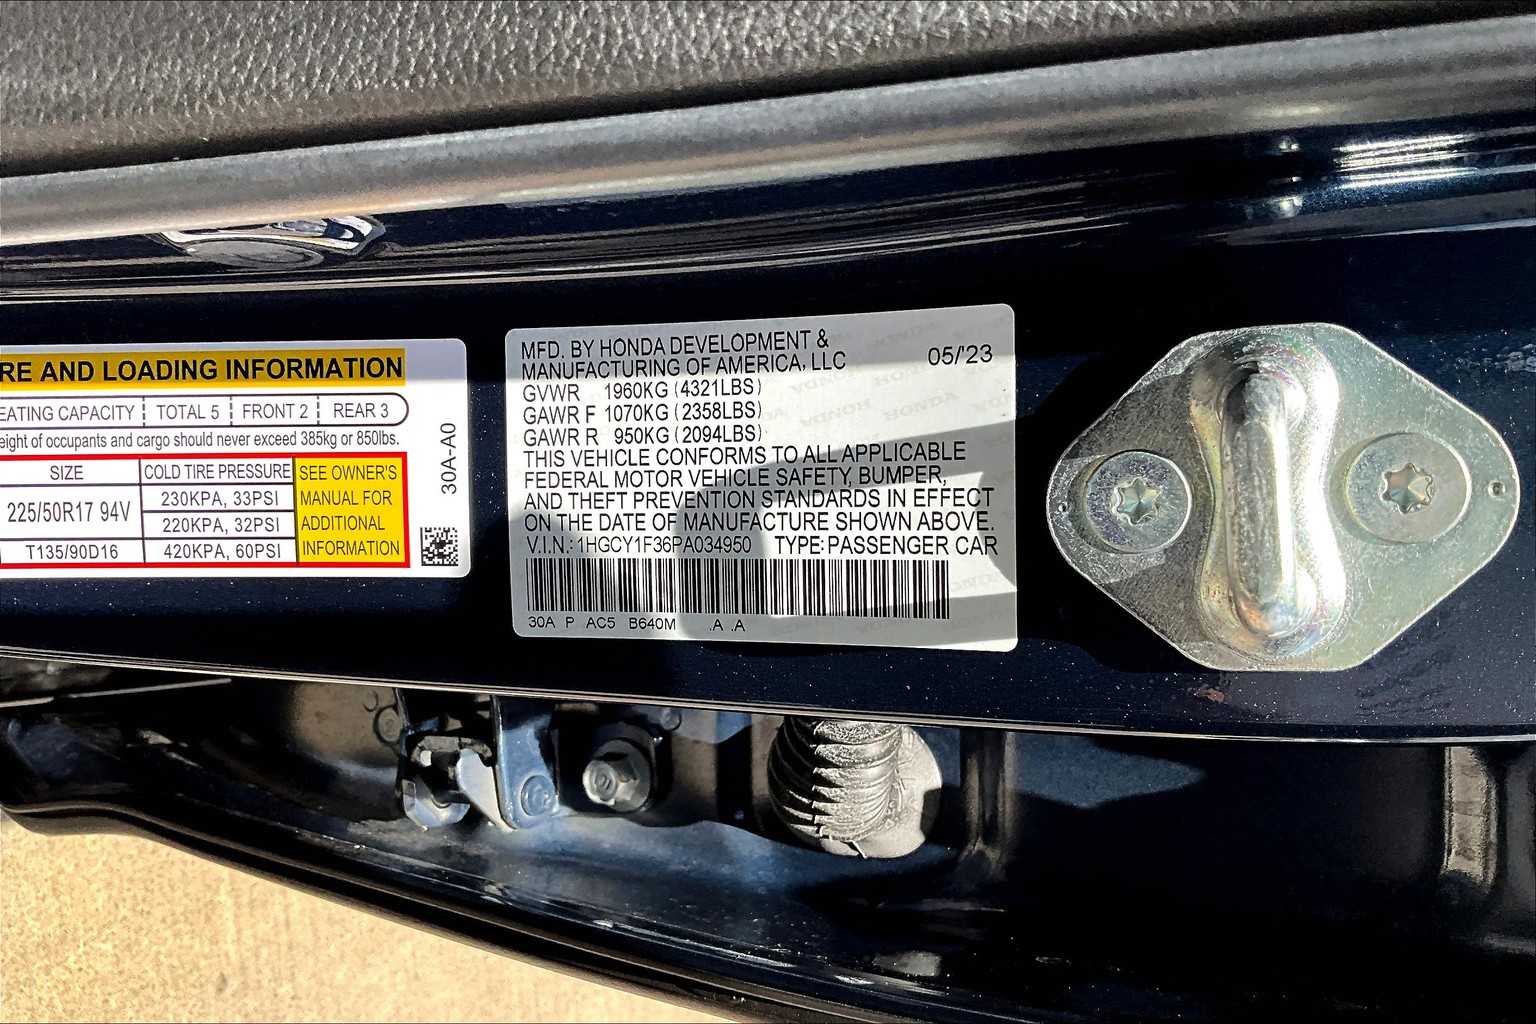 RE AND LOADING INFORMATION
EATING CAPACITY TOTAL 5 FRONT 2 REAR 3
eight of occupants and cargo should never exceed 385kg or 850lbs.
SIZE COLD TIRE PRESSURE SEE OWNER'S
MANUAL FOR
ADDITIONAL
INFORMATION
225/50R17 94V 230KPA, 33PSI
220KPA, 32PSI
T135/90D16 420KPA, 60PSI
30A-A0
MFD. BY HONDA DEVELOPMENT &
MANUFACTURING OF AMERICA, LLC 05/'23
GVWR 1960KG (4321LBS)
GAWR F 1070KG (2358LBS)
GAWR R 950KG (2094LBS)
THIS VEHICLE CONFORMS TO ALL APPLICABLE
FEDERAL MOTOR VEHICLE SAFETY, BUMPER,
AND THEFT PREVENTION STANDARDS IN EFFECT
ON THE DATE OF MANUFACTURE SHOWN ABOVE.
V.I.N.: 1HGCY1F36PA034950 TYPE: PASSENGER CAR
30A P AC5 B640M .A .A